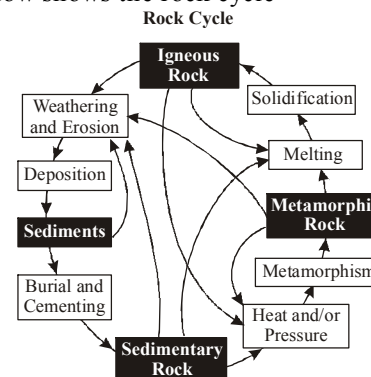 ow shows the rock cycle
Rock Cycle
Igneous
Rock
Weathering
and Erosion
Solidification
Deposition
Melting
Sediments
Metamorphi
Rock
Burial and
Cementing
Metamorphism
Heat and/or
Pressure
Sedimentary
Rock